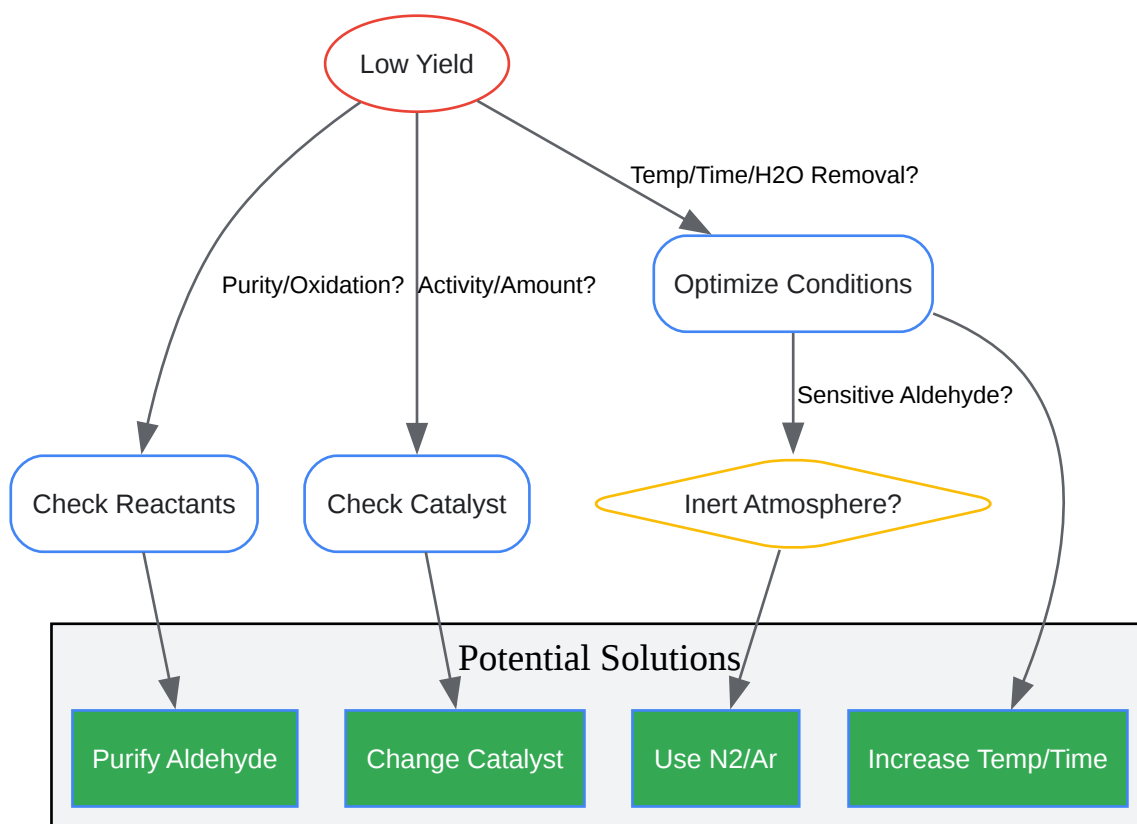 Low Yield
Temp/Time/H2O Removal?
Purity/Oxidation?
Activity/Amount?
Optimize Conditions
Sensitive Aldehyde?
Check Reactants
Check Catalyst
Inert Atmosphere?
Potential Solutions
Purify Aldehyde
Change Catalyst
Use N2/Ar
Increase Temp/Time